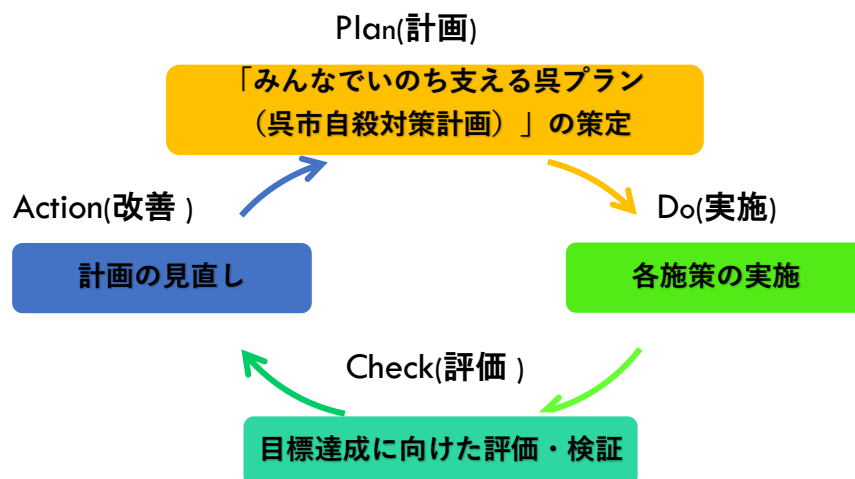 Plan(計画)
「みんなでいのち支える呉プラン
（呉市自殺対策計画）」の策定
Action(改善 )
Do(実施)
計画の見直し
各施策の実施
Check(評価 )
目標達成に向けた評価・検証